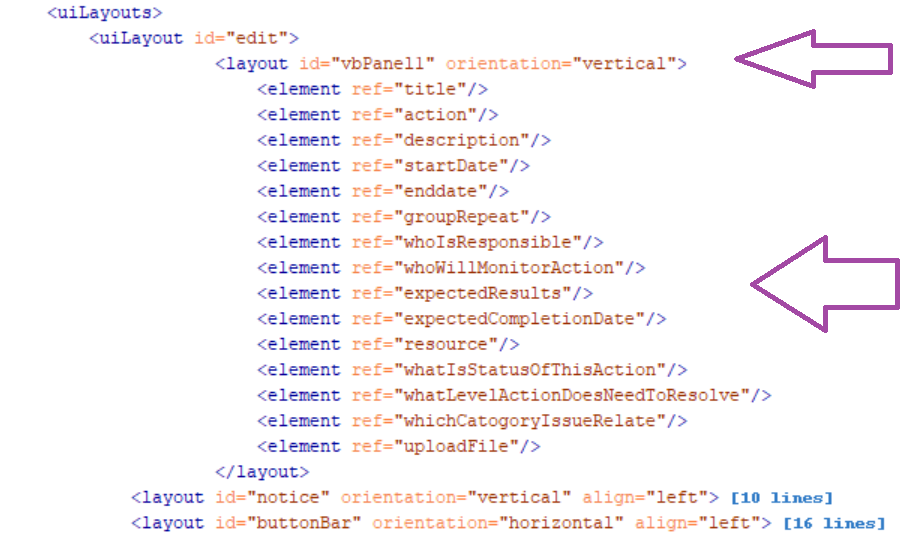 <uiLayouts>
<uiLayout id="edit">
<layout id="vbPanel1" orientation="vertical">
<element ref="title"/>
<element ref="action"/>
<element ref="description"/>
<element ref="startDate"/>
<element ref="enddate"/>
<element ref="groupRepeat"/>
<element ref="whoIsResponsible"/>
<element ref="whoWillMonitorAction"/>
<element ref="expectedResults"/>
<element ref="expectedCompletionDate"/>
<element ref="resource"/>
<element ref="whatIsStatusOfThisAction"/>
<element ref="whatLevelActionDoesNeedToResolve"/>
<element ref="whichCatogoryIssueRelate"/>
<element ref="uploadFile"/>
</layout>
<layout id="notice" orientation="vertical" align="left"> [10 lines]
<layout id="buttonBar" orientation="horizontal" align="left"> [16 lines]